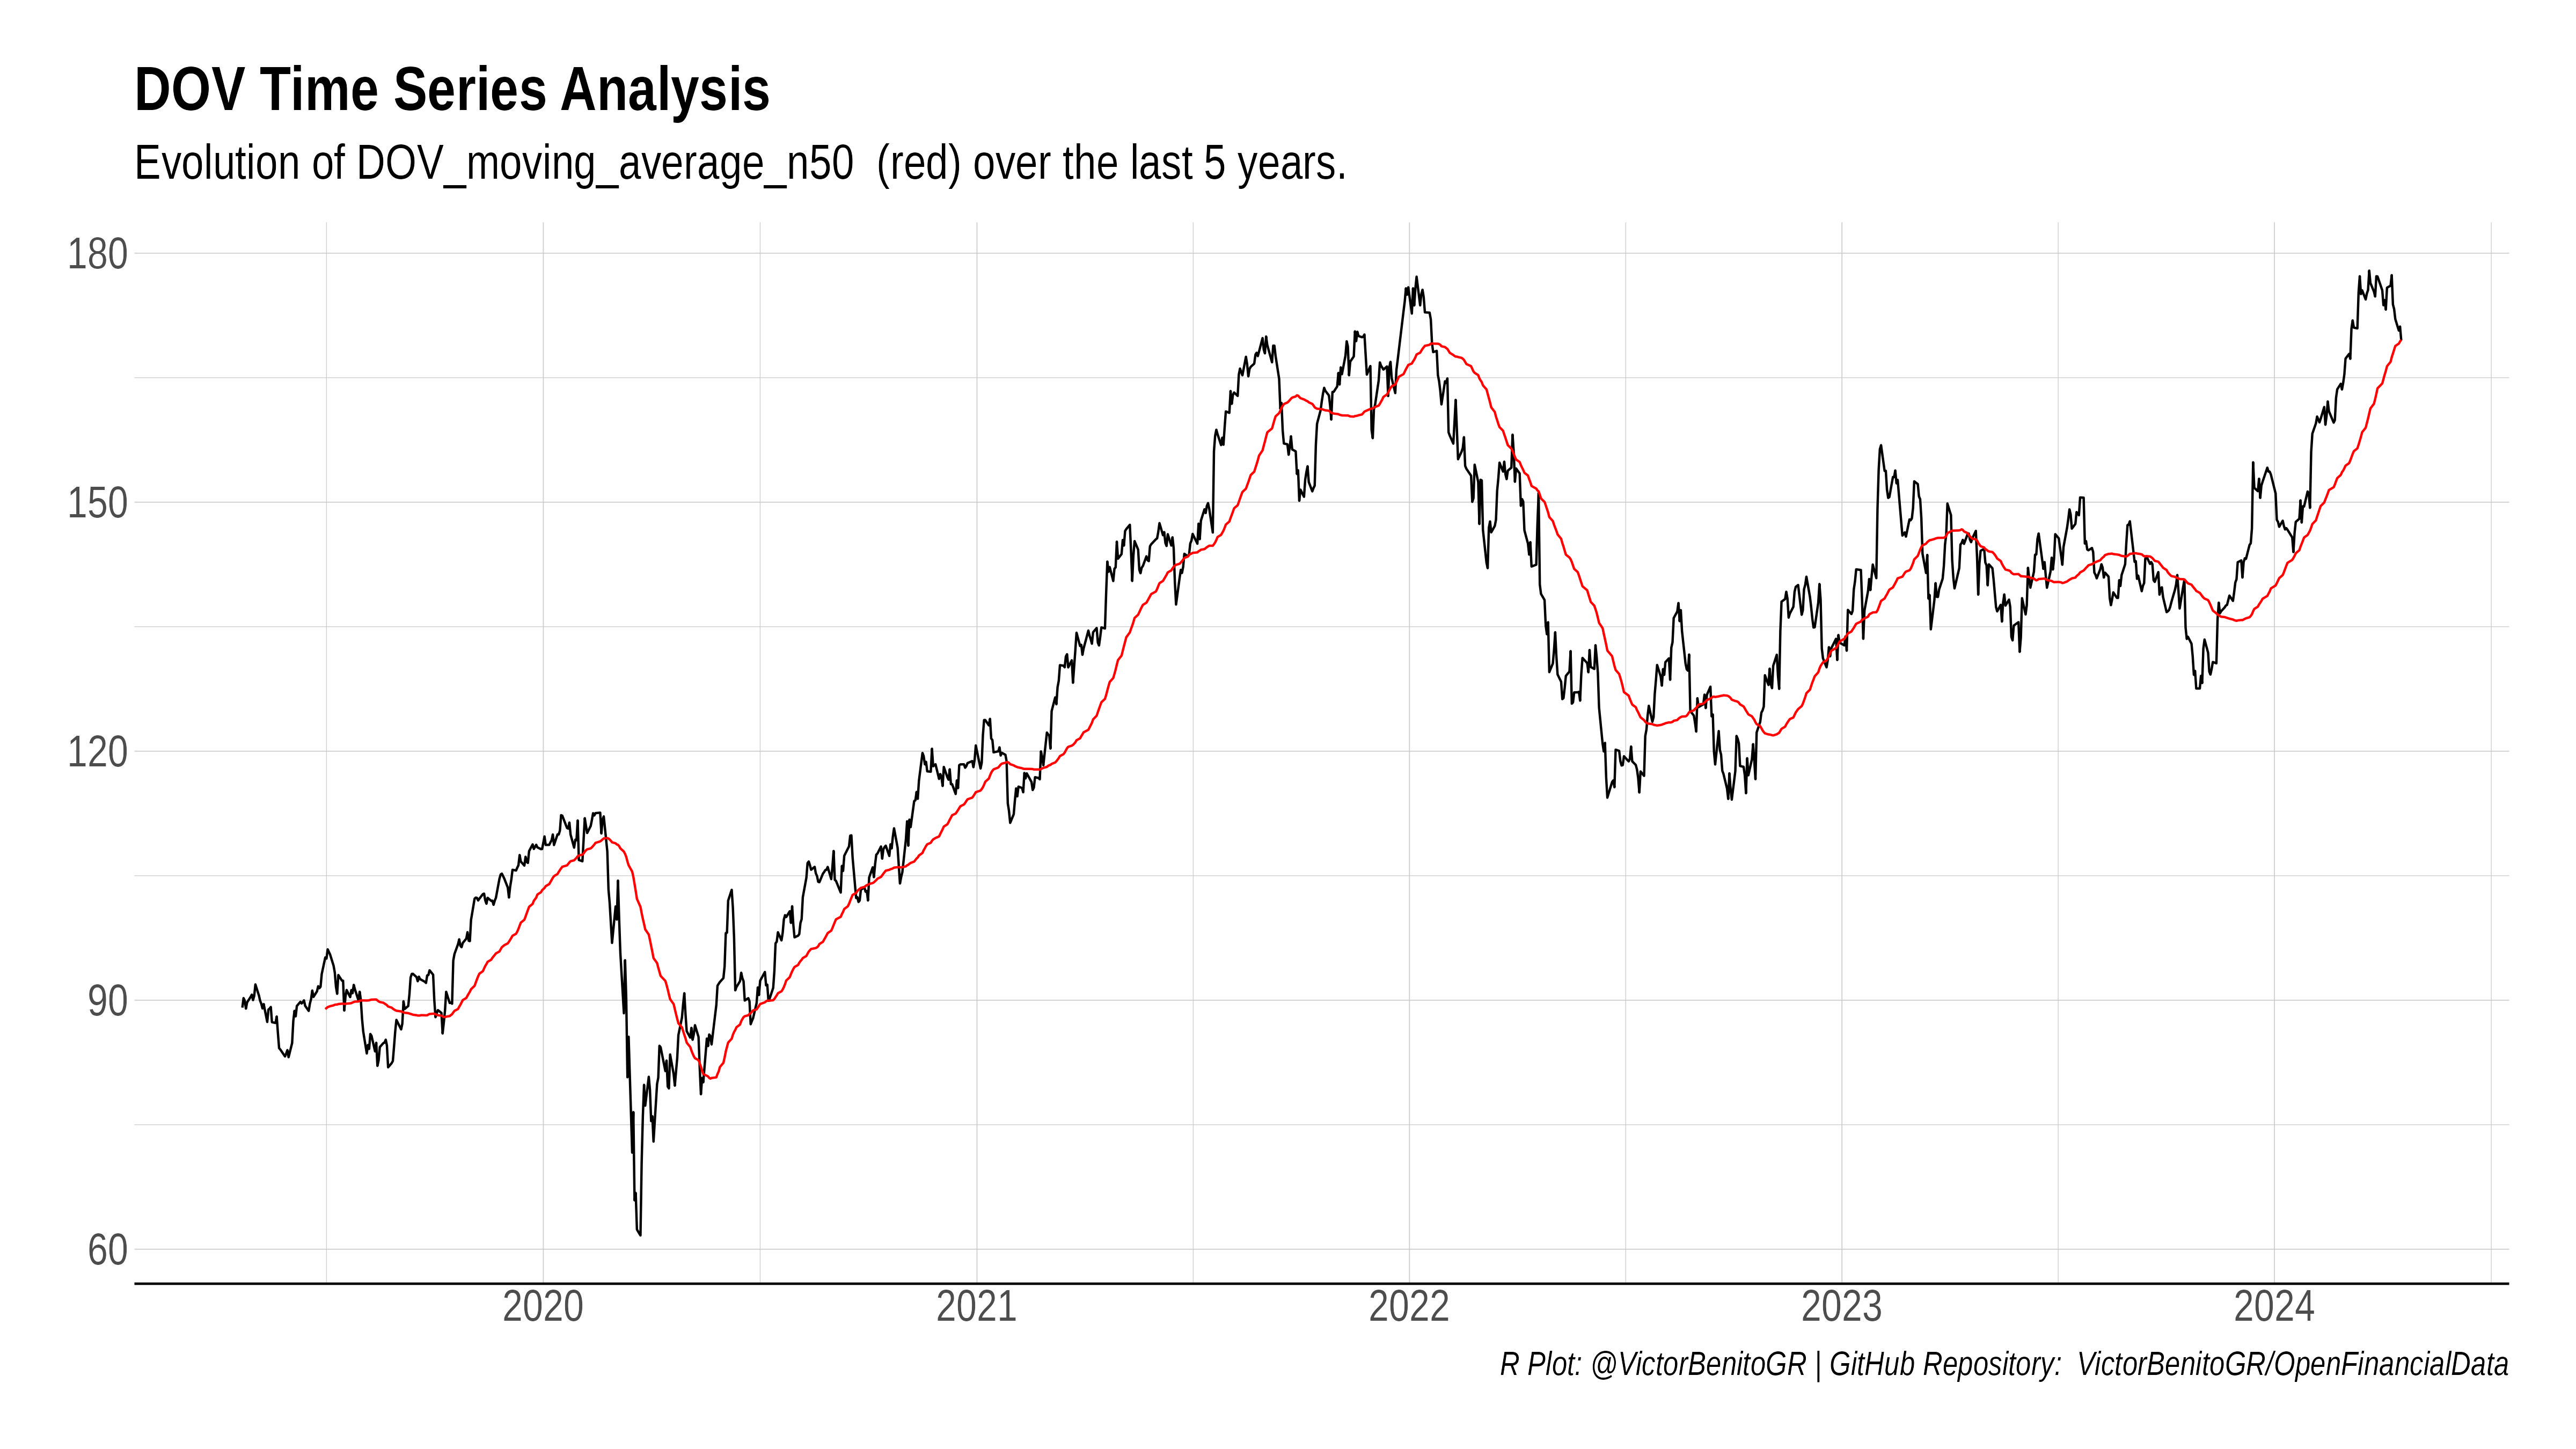 DOV Time Series Analysis
Evolution of DOV_moving_average_n50  (red) over the last 5 years.
180
150
120
90
60
2020 2021 2022 2023 2024
R Plot: @VictorBenitoGR | GitHub Repository:  VictorBenitoGR/OpenFinancialData